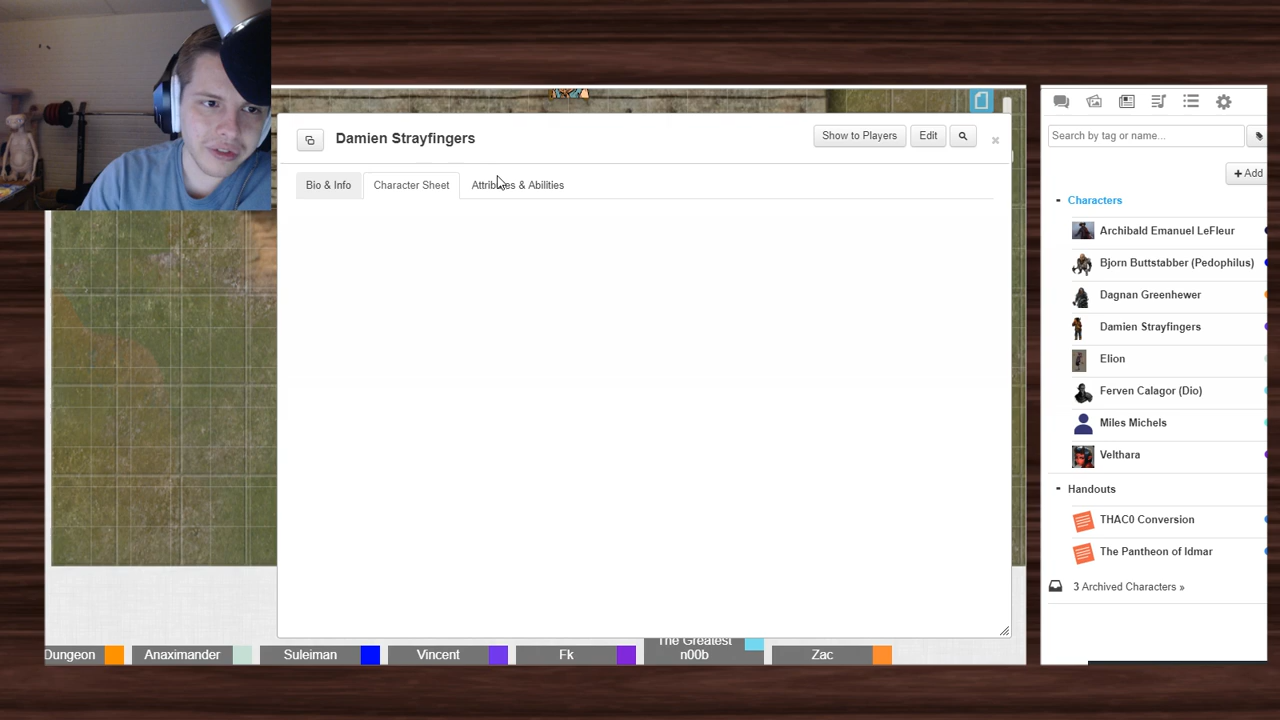 Damien Strayfingers
Show to Players
Edit
Bio & Info
Character Sheet
Attributes & Abilities
Search by tag or name...
+ Add
Characters
Archibald Emanuel LeFleur
Bjorn Buttstabber (Pedophilus)
Dagnan Greenhewer
Damien Strayfingers
Elion
Ferven Calagor (Dio)
Miles Michels
Velthara
Handouts
THAC0 Conversion
The Pantheon of Idmar
3 Archived Characters »
Dungeon
Anaximander
Suleiman
Vincent
Fk
The Greatest
n00b
Zac